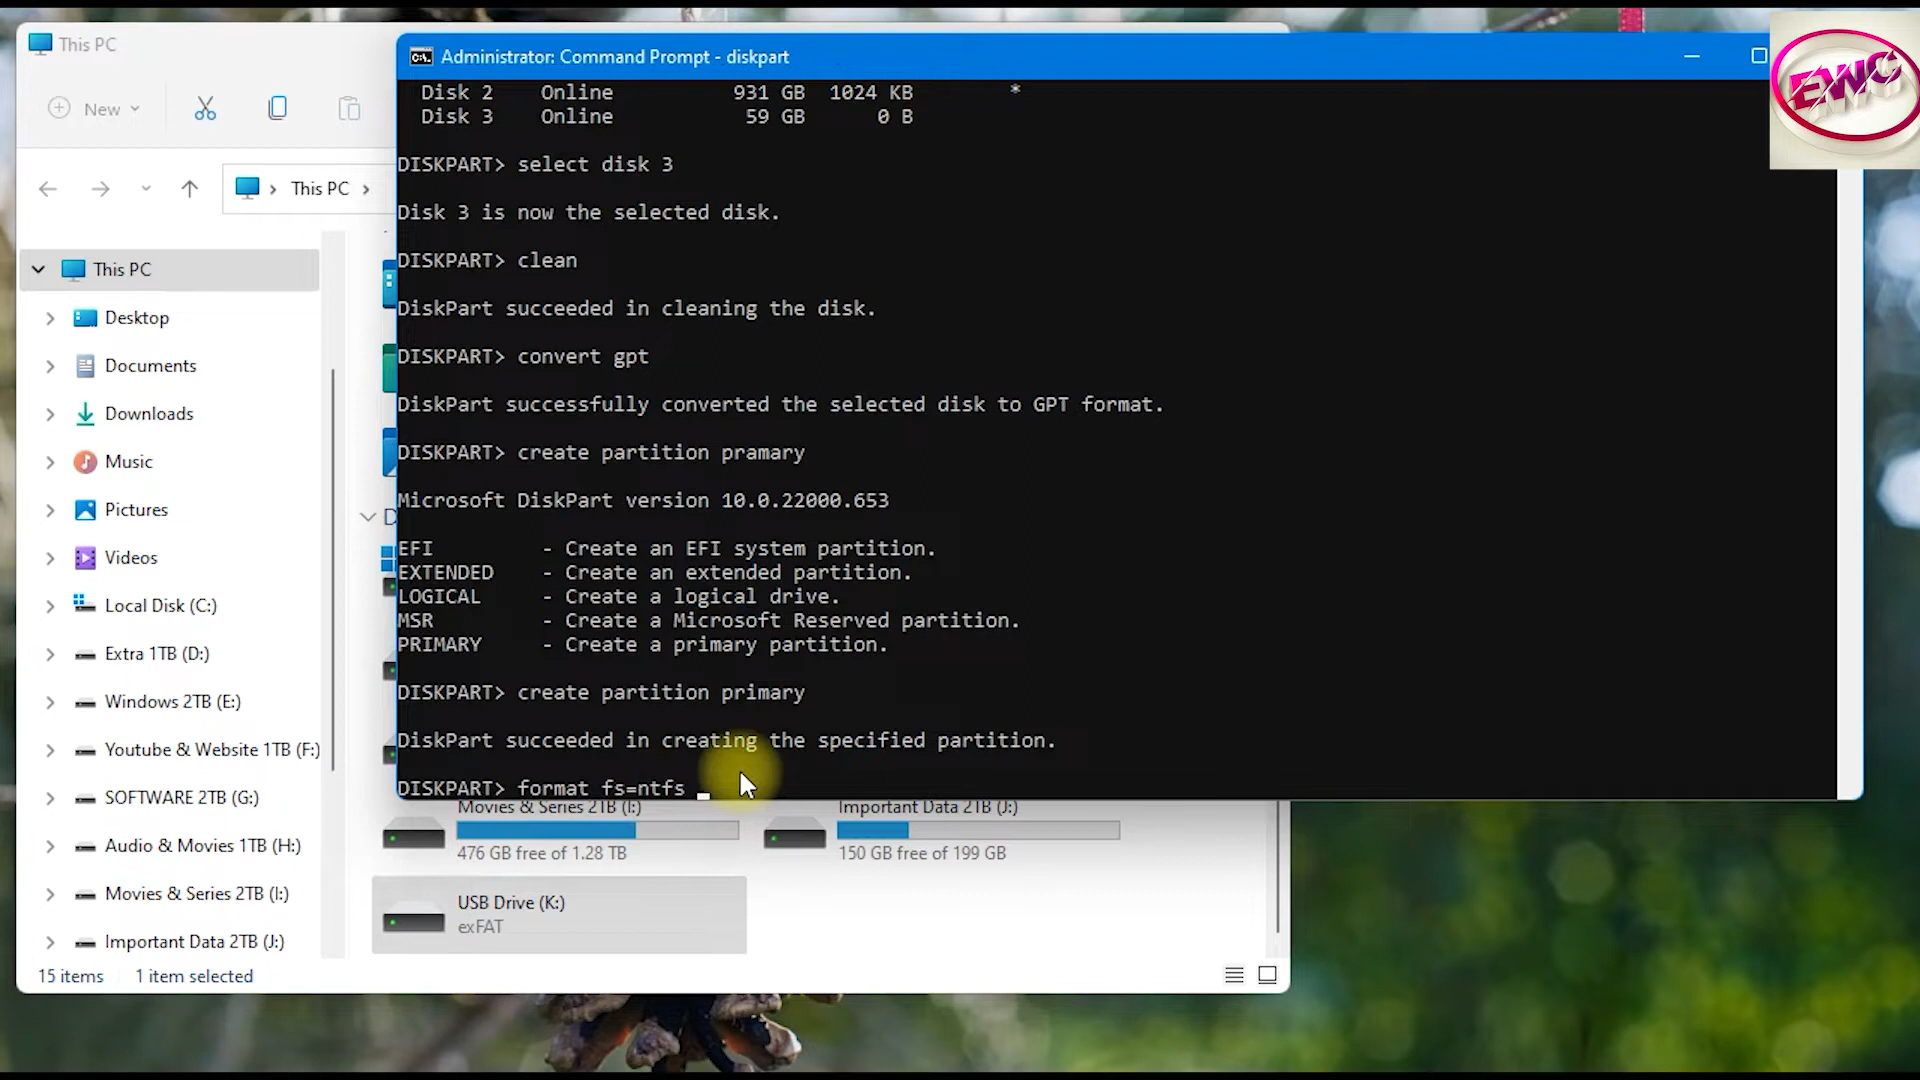 This PC
New
This PC
This PC
Desktop
Documents
Downloads
Music
Pictures
Videos
Local Disk (C:)
Extra 1TB (D:)
Windows 2TB (E:)
Youtube & Website 1TB (F:)
SOFTWARE 2TB (G:)
Audio & Movies 1TB (H:)
Movies & Series 2TB (I:)
Important Data 2TB (J:)
15 items 1 item selected
Administrator: Command Prompt - diskpart
Disk 2 Online 931 GB 1024 KB *
Disk 3 Online 59 GB 0 B
DISKPART> select disk 3
Disk 3 is now the selected disk.
DISKPART> clean
DiskPart succeeded in cleaning the disk.
DISKPART> convert gpt
DiskPart successfully converted the selected disk to GPT format.
DISKPART> create partition pramary
Microsoft DiskPart version 10.0.22000.653
EFI - Create an EFI system partition.
EXTENDED - Create an extended partition.
LOGICAL - Create a logical drive.
MSR - Create a Microsoft Reserved partition.
PRIMARY - Create a primary partition.
DISKPART> create partition primary
DiskPart succeeded in creating the specified partition.
DISKPART> format fs=ntfs
Movies & Series 2TB (I:)
476 GB free of 1.28 TB
Important Data 2TB (J:)
150 GB free of 199 GB
USB Drive (K:)
exFAT
EWC